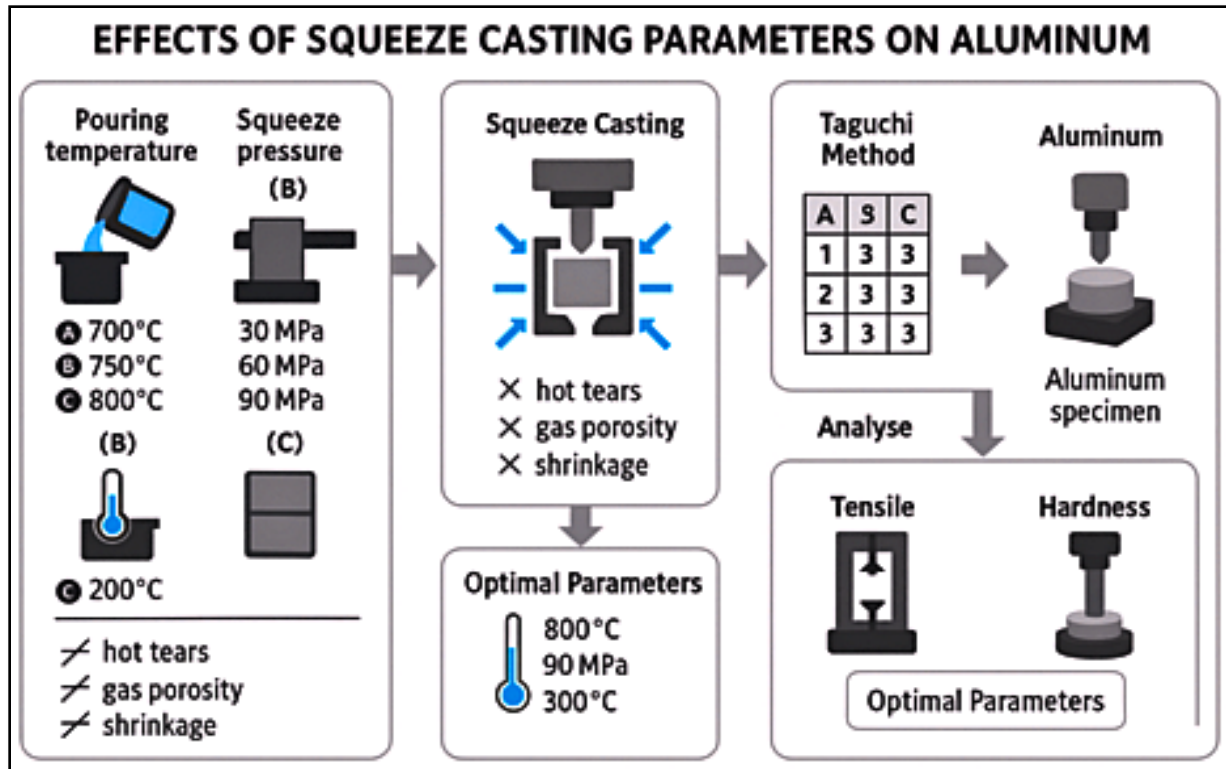 EFFECTS OF SQUEEZE CASTING PARAMETERS ON ALUMINUM
Pouring
temperature
Squeeze
pressure
(B)
A 700°C
B 750°C
C 800°C
30 MPa
60 MPa
90 MPa
(B)
(C)
C 200°C
hot tears
gas porosity
shrinkage
Squeeze Casting
× hot tears
× gas porosity
× shrinkage
Optimal Parameters
800°C
90 MPa
300°C
Taguchi
Method
A 3 C
1 3 3
2 3 3
3 3 3
Aluminum
Aluminum
specimen
Analyse
Tensile
Hardness
Optimal Parameters